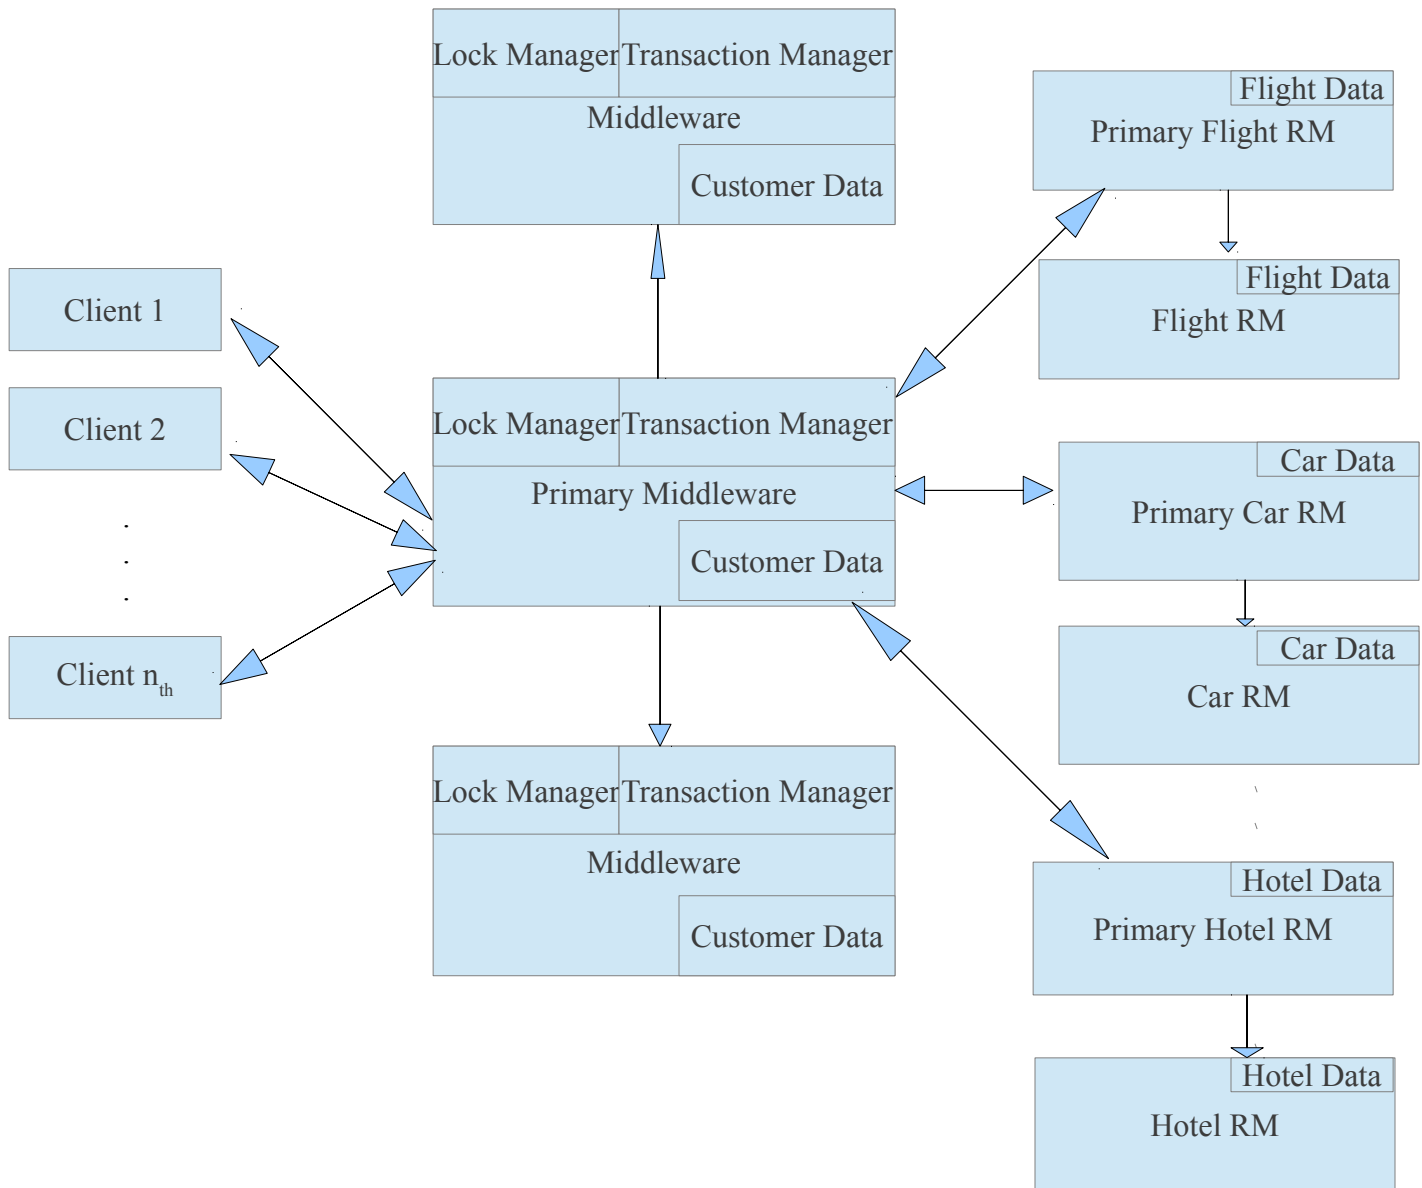 Lock Manager
Transaction Manager
Middleware
Customer Data
Client 1
Client 2
.
.
.
Client nth
Lock Manager
Transaction Manager
Primary Middleware
Customer Data
Lock Manager
Transaction Manager
Middleware
Customer Data
Flight Data
Primary Flight RM
Flight Data
Flight RM
Car Data
Primary Car RM
Car Data
Car RM
Hotel Data
Primary Hotel RM
Hotel Data
Hotel RM